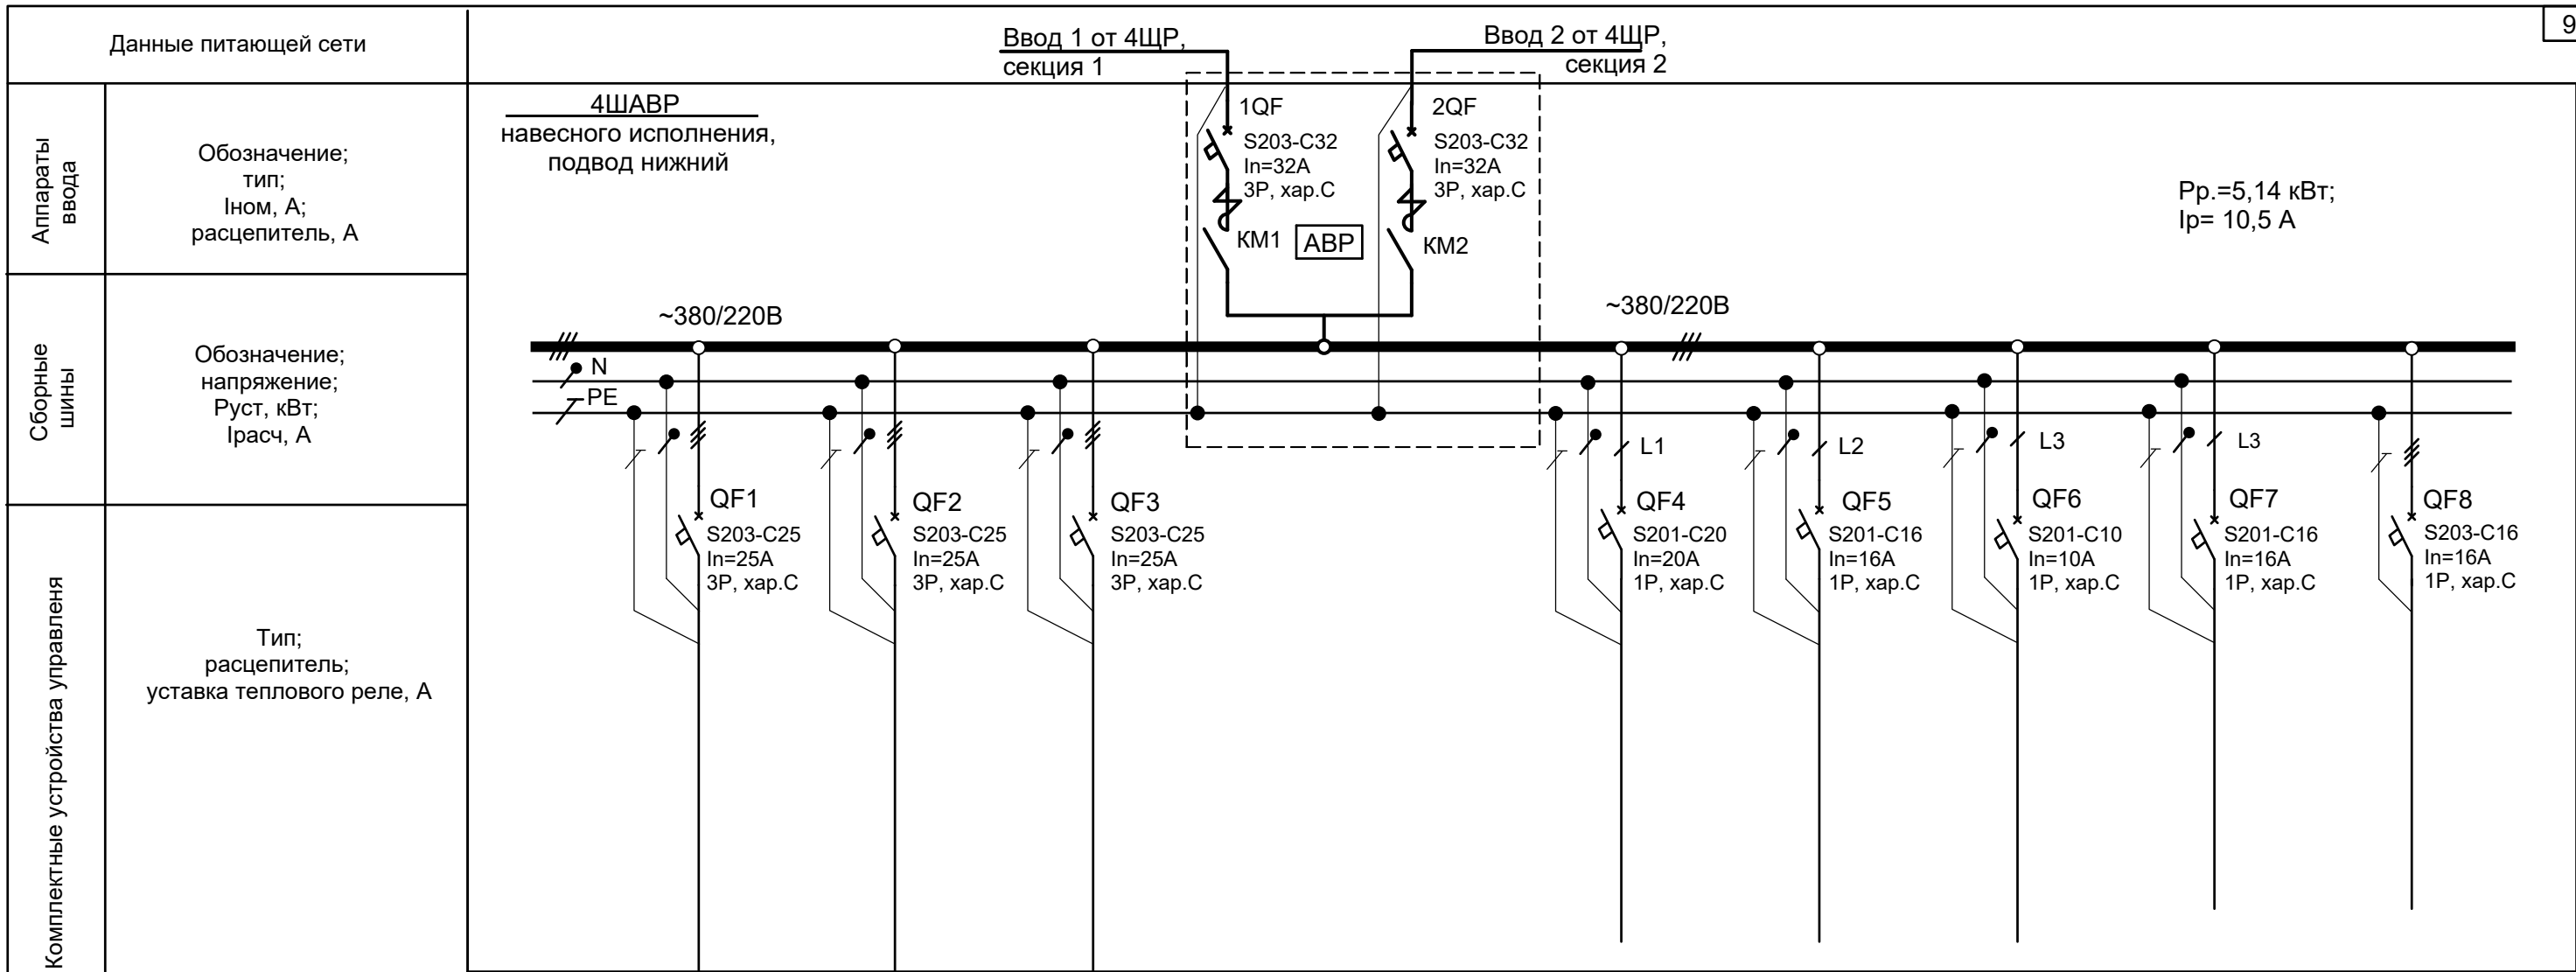 Данные питающей сети
Ввод 1 от 4ЩР,
секция 1
Ввод 2 от 4ЩР,
секция 2
9
Аппараты
ввода
Обозначение;
тип;
Iном, А;
расцепитель, А
4ШАВР
навесного исполнения,
подвод нижний
1QF
S203-C32
In=32A
3P, хар.C
KM1
АВР
2QF
S203-C32
In=32A
3P, хар.C
KM2
Pр.=5,14 кВт;
Iр= 10,5 А
Сборные
шины
Обозначение;
напряжение;
Руст, кВт;
Iрасч, А
~380/220В
~380/220В
N
PE
L1
L2
L3
L3
Комплектные устройства управленя
Тип;
расцепитель;
уставка теплового реле, А
QF1
S203-C25
In=25A
3P, хар.C
QF2
S203-C25
In=25A
3P, хар.C
QF3
S203-C25
In=25A
3P, хар.C
QF4
S201-C20
In=20A
1P, хар.C
QF5
S201-C16
In=16A
1P, хар.C
QF6
S201-C10
In=10A
1P, хар.C
QF7
S201-C16
In=16A
1P, хар.C
QF8
S203-C16
In=16A
1P, хар.C